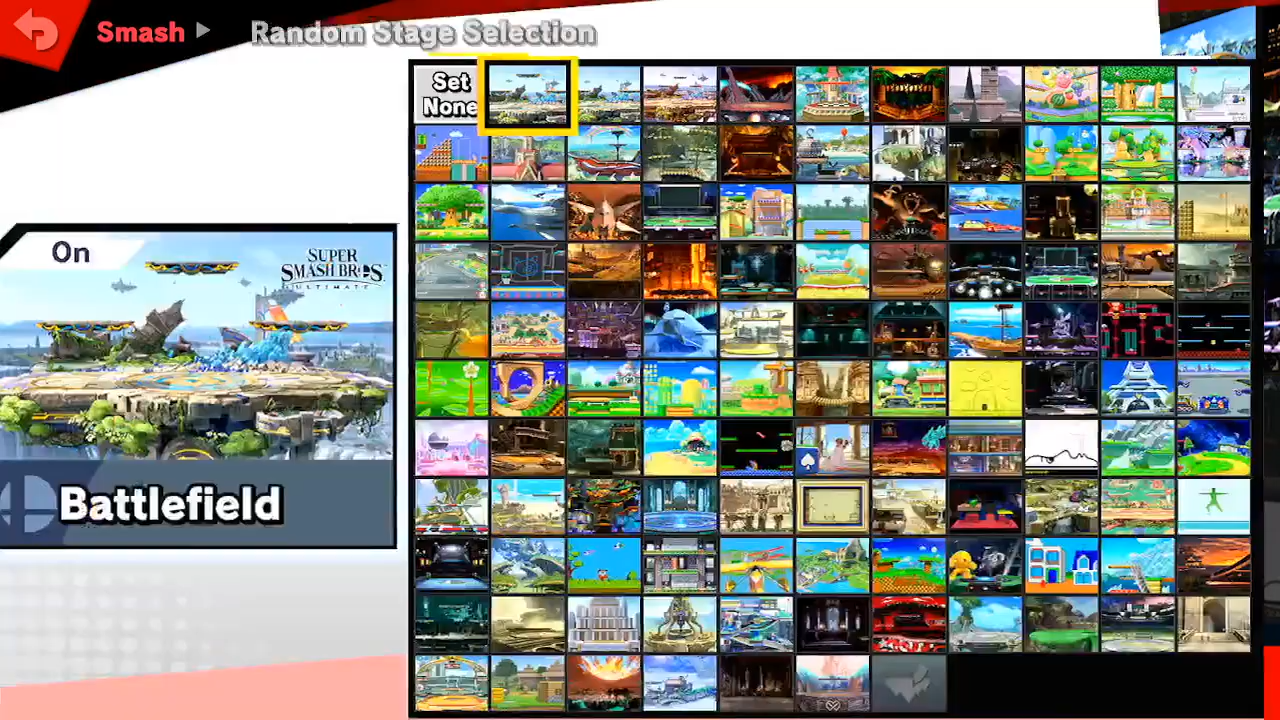 Smash
Random Stage Selection
Set
None
On
SUPER
SMASH BROS.
ULTIMATE
Battlefield